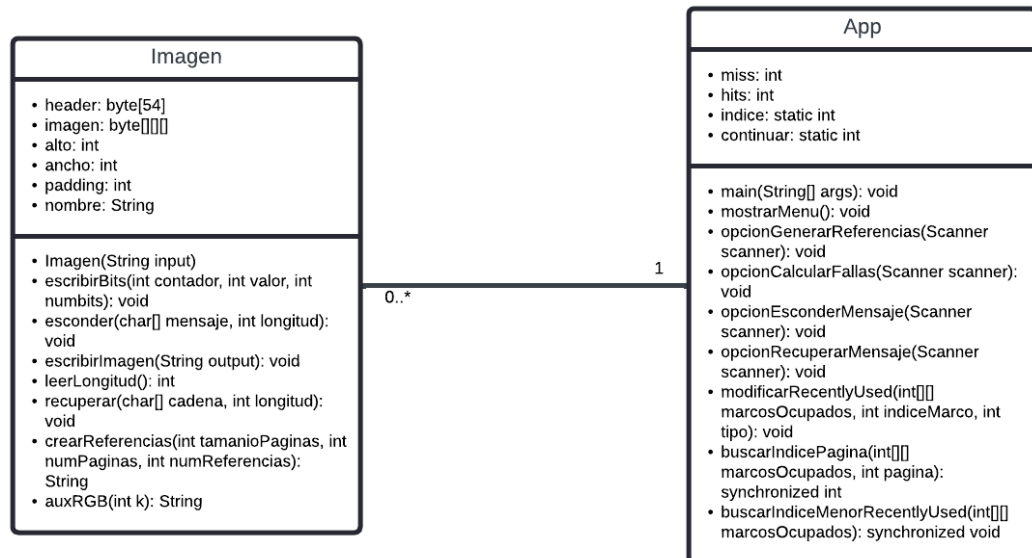 Imagen
• header: byte[54]
• imagen: byte[][][]
• alto: int
• ancho: int
• padding: int
• nombre: String
• Imagen(String input)
• escribirBits(int contador, int valor, int
numbits): void
• esconder(char[] mensaje, int longitud):
void
• escribirImagen(String output): void
• leerLongitud(): int
• recuperar(char[] cadena, int longitud):
void
• crearReferencias(int tamanioPaginas, int
numPaginas, int numReferencias):
String
• auxRGB(int k): String
0..*
1
App
• miss: int
• hits: int
• indice: static int
• continuar: static int
• main(String[] args): void
• mostrarMenu(): void
• opcionGenerarReferencias(Scanner
scanner): void
• opcionCalcularFallas(Scanner scanner):
void
• opcionEsconderMensaje(Scanner
scanner): void
• opcionRecuperarMensaje(Scanner
scanner): void
• modificarRecentlyUsed(int[][]
marcosOcupados, int indiceMarco, int
tipo): void
• buscarIndicePagina(int[][]
marcosOcupados, int pagina):
synchronized int
• buscarIndiceMenorRecentlyUsed(int[][]
marcosOcupados): synchronized void